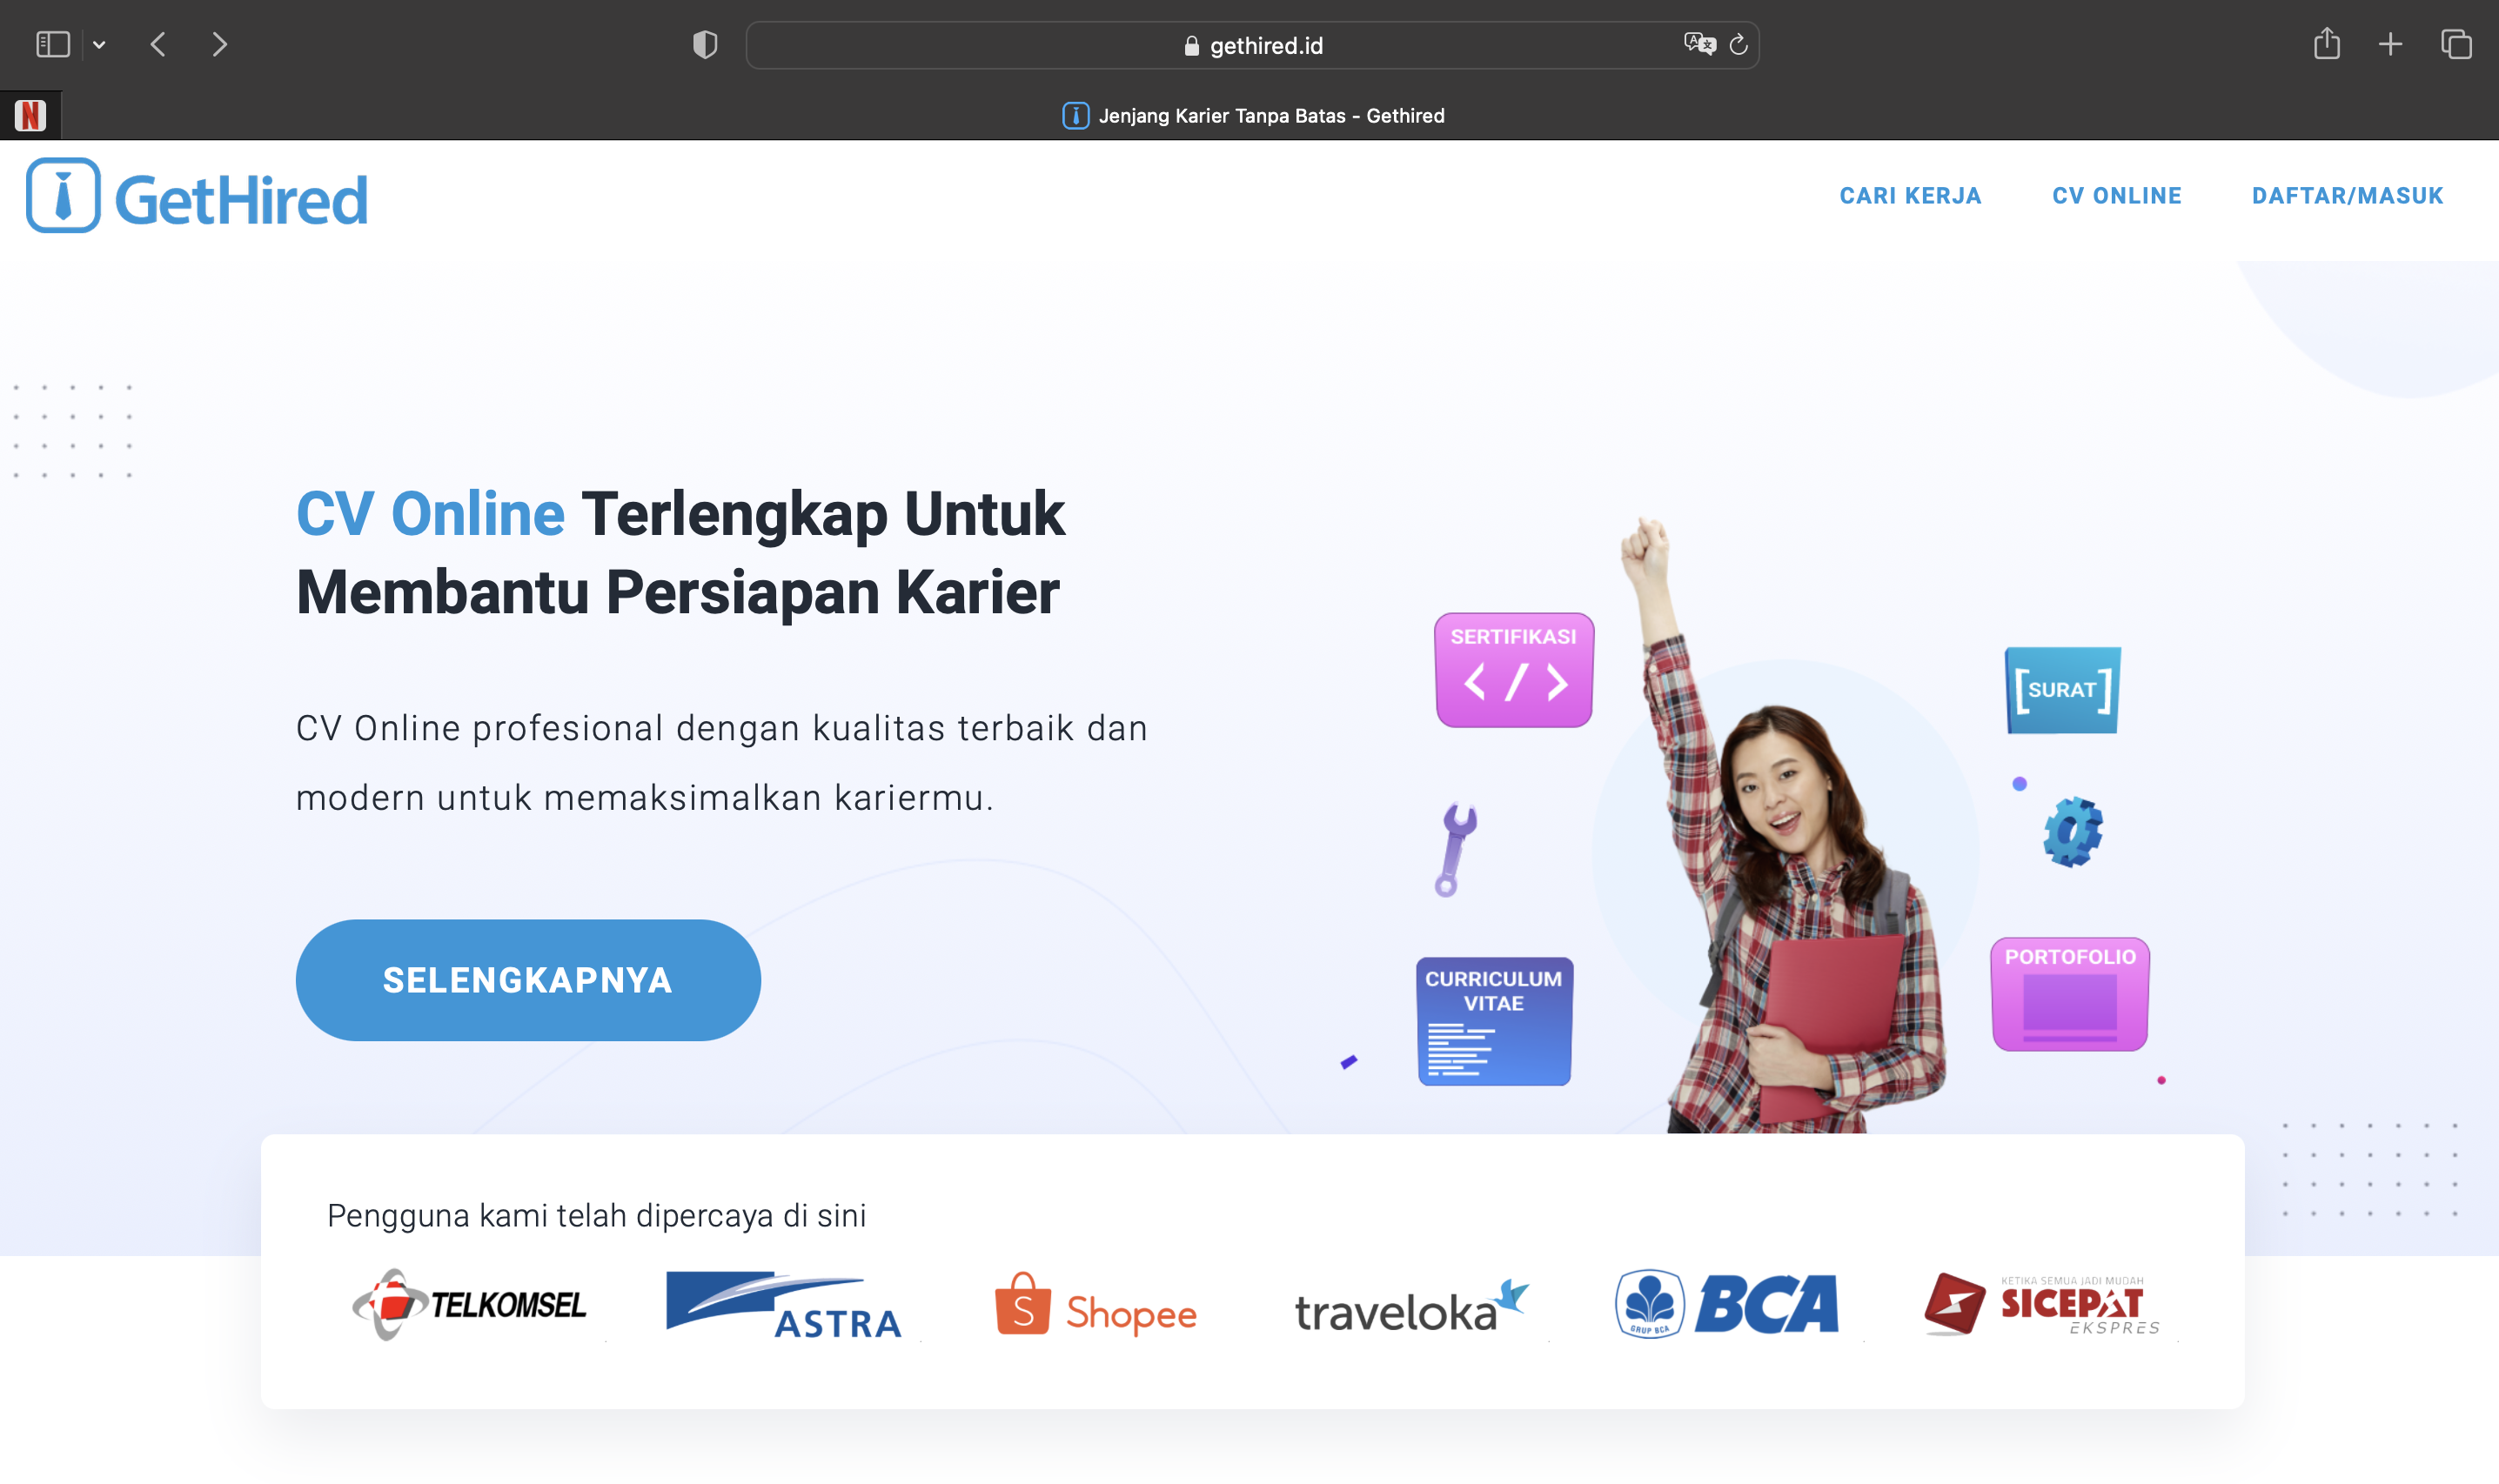 gethired.id
Jenjang Karier Tanpa Batas - Gethired
GetHired
CARI KERJA
CV ONLINE
DAFTAR/MASUK
CV Online Terlengkap Untuk
Membantu Persiapan Karier
CV Online profesional dengan kualitas terbaik dan
modern untuk memaksimalkan kariermu.
SELENGKAPNYA
SERTIFIKASI
</>
[SURAT]
CURRICULUM
VITAE
PORTOFOLIO
Pengguna kami telah dipercaya di sini
TELKOMSEL
ASTRA
S
Shopee
traveloka
GRUP BCA
BCA
KETIKA SEMUA JADI MUDAH
SICEPAT
EKSPRES